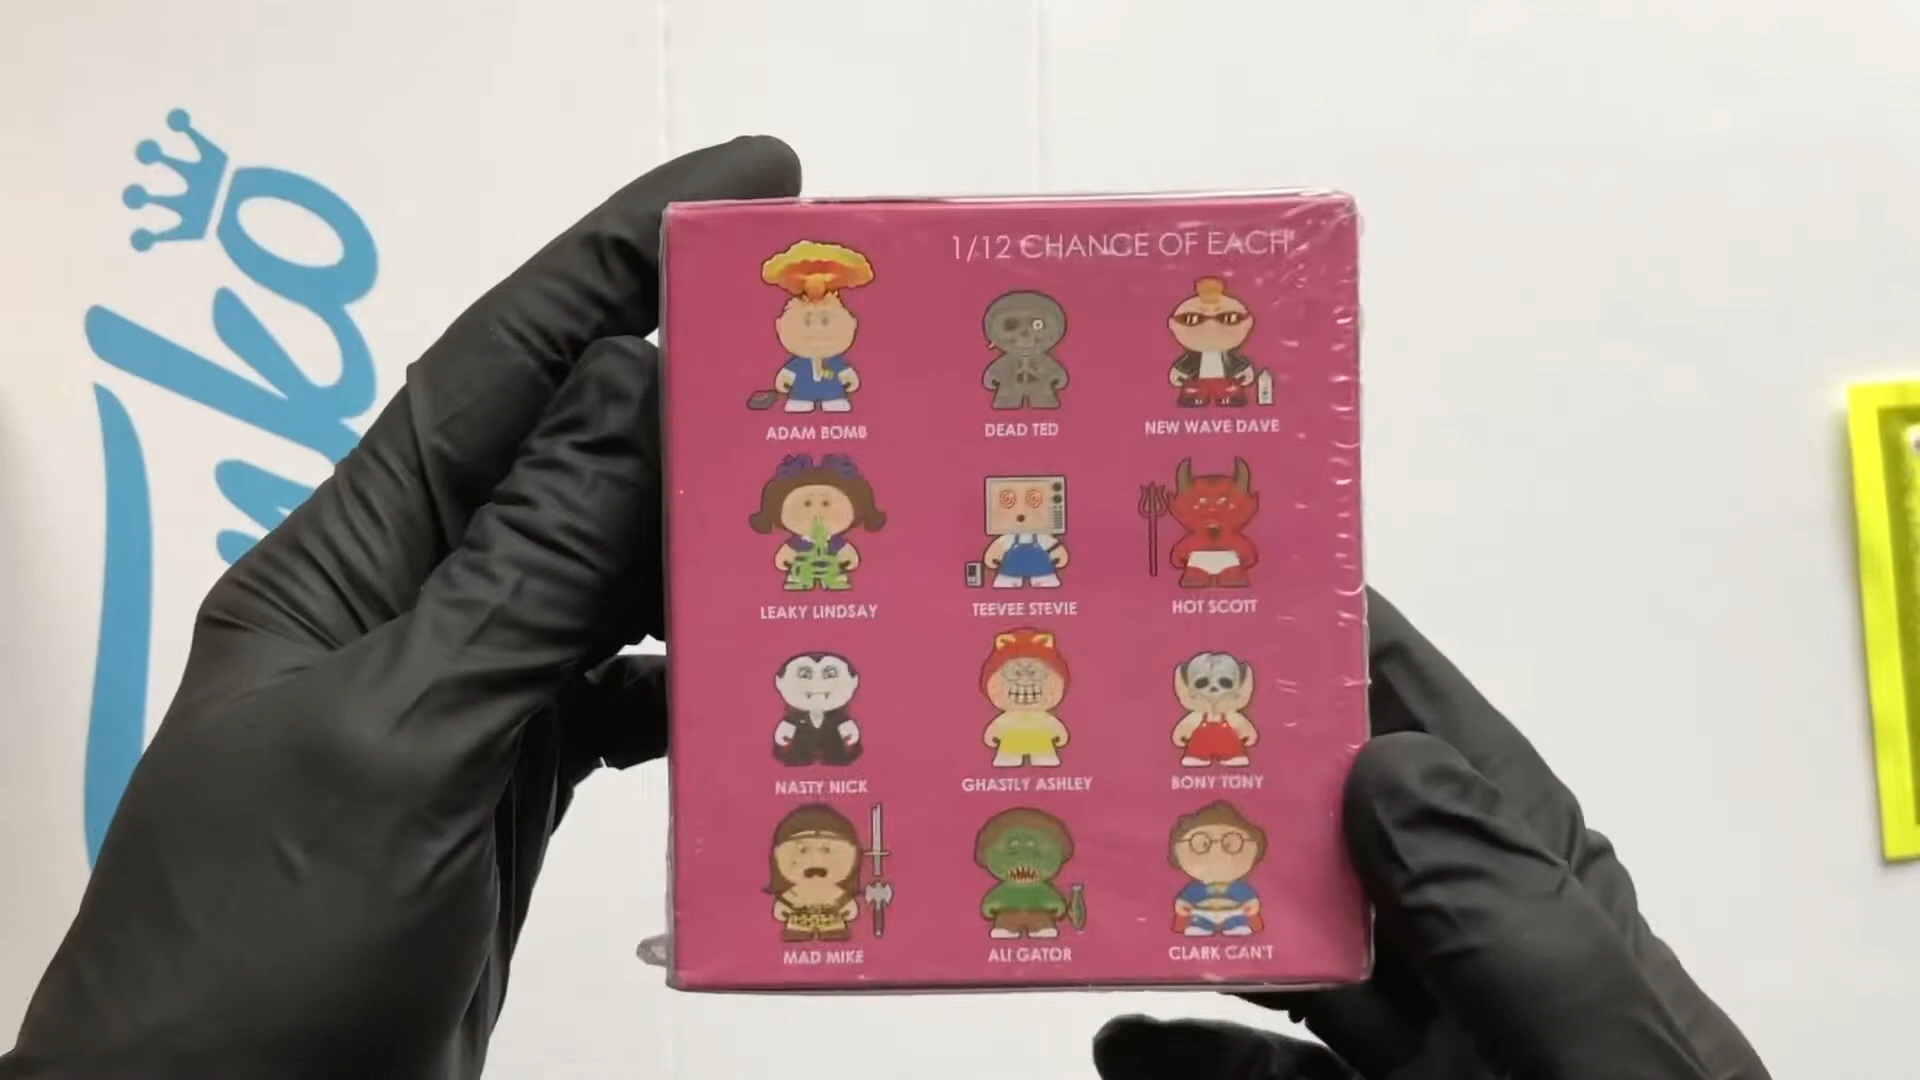 1/12 CHANCE OF EACH
ADAM BOMB
DEAD TED
NEW WAVE DAVE
LEAKY LINDSAY
TEEVEE STEVIE
HOT SCOTT
NASTY NICK
GHASTLY ASHLEY
BONY TONY
MAD MIKE
ALI GATOR
CLARK CAN'T